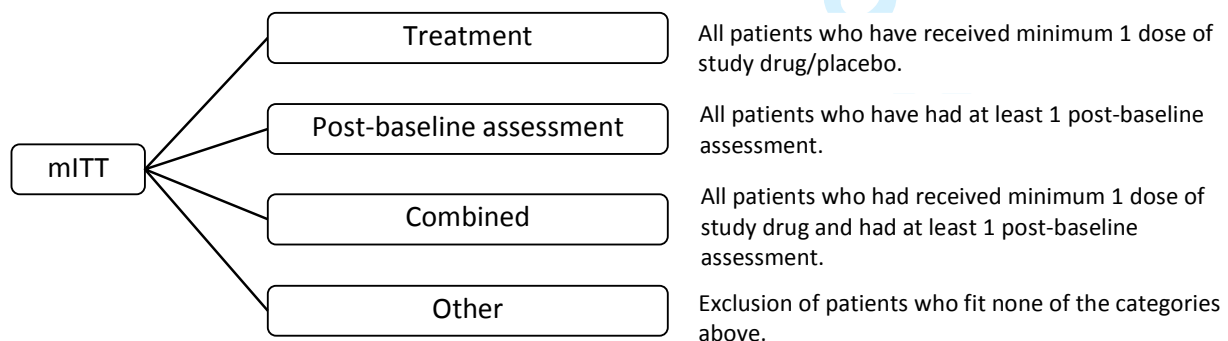 Treatment
All patients who have received minimum 1 dose of
study drug/placebo.
Post-baseline assessment
All patients who have had at least 1 post-baseline
assessment.
mITT
Combined
All patients who had received minimum 1 dose of
study drug and had at least 1 post-baseline
assessment.
Other
Exclusion of patients who fit none of the categories
above.